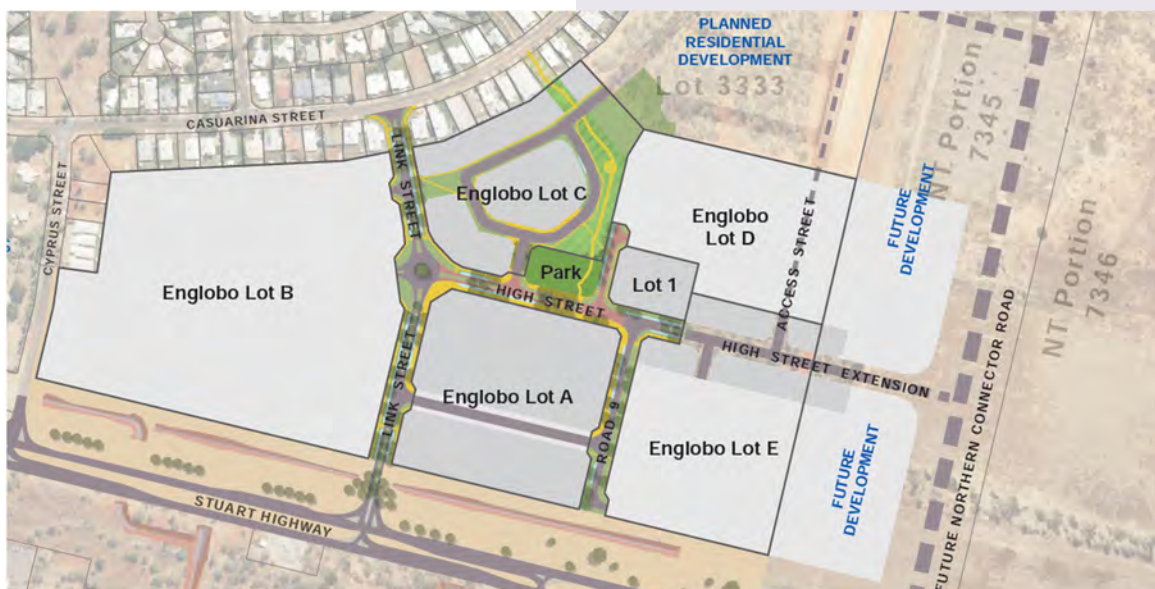 PLANNED
RESIDENTIAL
DEVELOPMENT
Lot 3333
NT Portion
7345
CASUARINA STREET
CYPRUS STREET
LINK STREET
Englobo Lot C
Englobo
Lot D
ACCESS STREET
FUTURE
DEVELOPMENT
NT Portion
7346
Englobo Lot B
Park
Lot 1
HIGH STREET
HIGH STREET EXTENSION
LINK STREET
Englobo Lot A
ROAD 9
Englobo Lot E
FUTURE
DEVELOPMENT
FUTURE NORTHERN CONNECTOR ROAD
STUART HIGHWAY